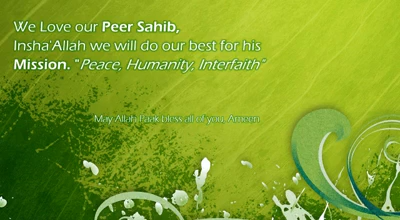 We Love our Peer Sahib,
Insha'Allah we will do our best for his
Mission. "Peace, Humanity, Interfaith"
May Allah Paak bless all of you, Ameen